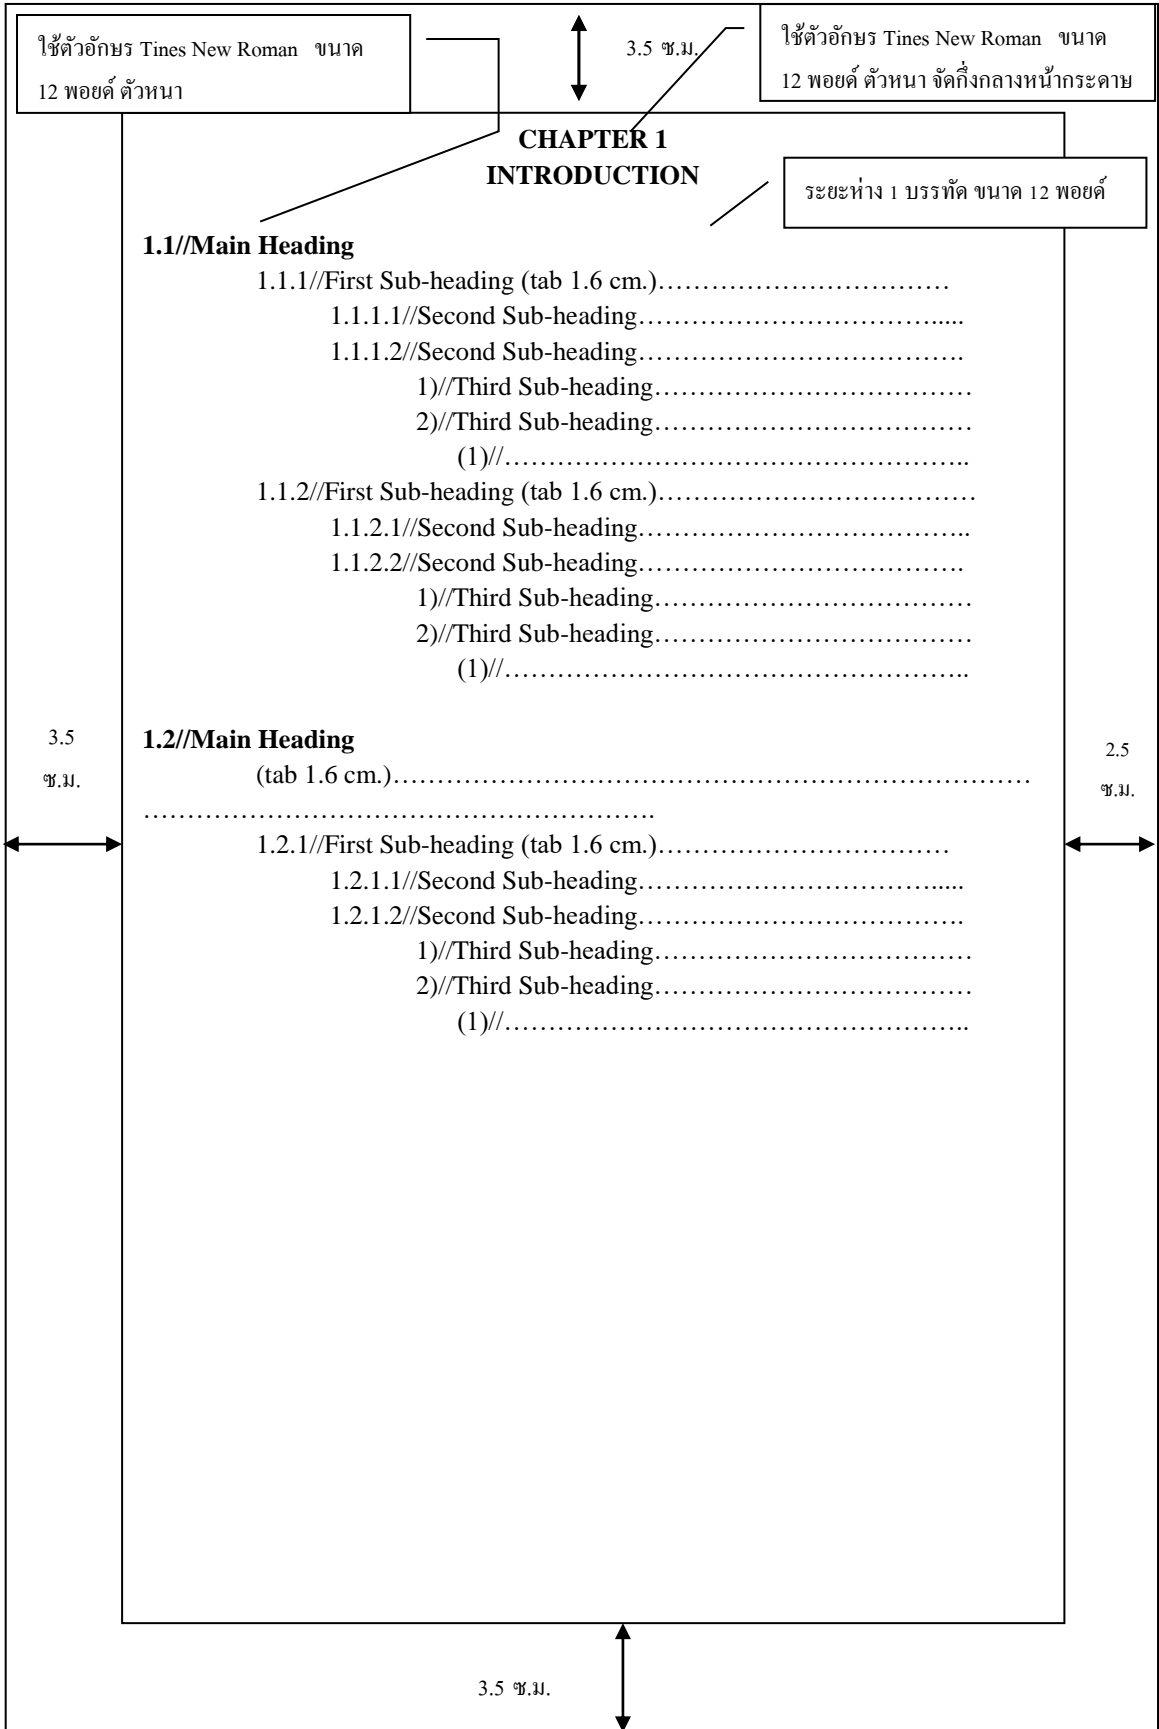 ใช้ตัวอักษร Tines New Roman ขนาด
12 พอยด์ ตัวหนา
3.5 ซ.ม.
ใช้ตัวอักษร Tines New Roman ขนาด
12 พอยด์ ตัวหนา จัดกึ่งกลางหน้ากระดาษ
CHAPTER 1
INTRODUCTION
ระยะห่าง 1 บรรทัด ขนาด 12 พอยด์
1.1//Main Heading
1.1.1//First Sub-heading (tab 1.6 cm.)……………………………
1.1.1.1//Second Sub-heading…………………………….....
1.1.1.2//Second Sub-heading…………………………….
1)//Third Sub-heading………………………………
2)//Third Sub-heading………………………………
(1)//……………………………………………..
1.1.2//First Sub-heading (tab 1.6 cm.)………………………………
1.1.2.1//Second Sub-heading……………………………..
1.1.2.2//Second Sub-heading…………………………….
1)//Third Sub-heading………………………………
2)//Third Sub-heading………………………………
(1)//……………………………………………..
3.5
ซ.ม.
1.2//Main Heading
2.5
ซ.ม.
(tab 1.6 cm.)………………………………………………………………
………………………………………………….
1.2.1//First Sub-heading (tab 1.6 cm.)……………………………
1.2.1.1//Second Sub-heading…………………………….....
1.2.1.2//Second Sub-heading…………………………….
1)//Third Sub-heading………………………………
2)//Third Sub-heading………………………………
(1)//……………………………………………..
3.5 ซ.ม.